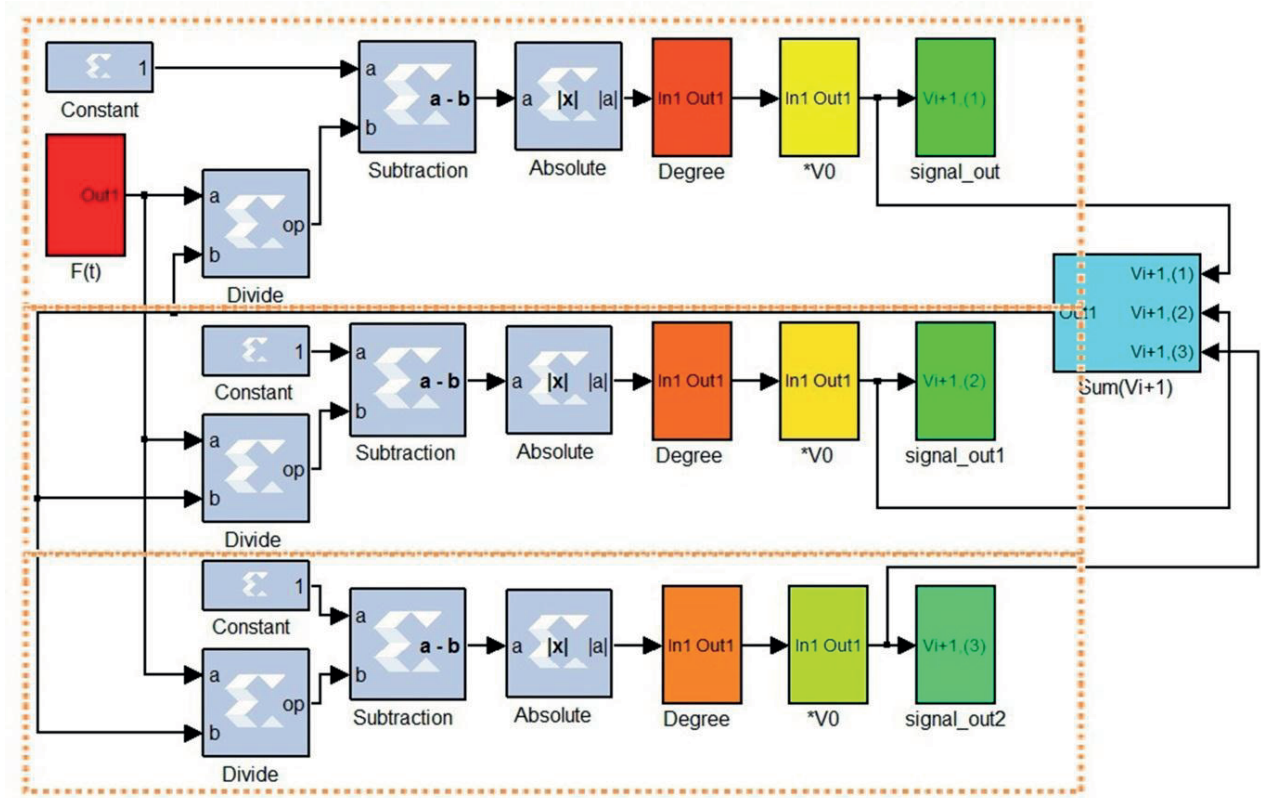 1
Constant
a
b
a - b
Subtraction
a |x| |a|
Absolute
In1 Out1
Degree
In1 Out1
*V0
Vi+1,(1)
signal_out
Out1
F(t)
a
b
op
Divide
Vi+1,(1)
Vi+1,(2)
Vi+1,(3)
Out1
Sum(Vi+1)
1
Constant
a
b
a - b
Subtraction
a |x| |a|
Absolute
In1 Out1
Degree
In1 Out1
*V0
Vi+1,(2)
signal_out1
a
b
op
Divide
1
Constant
a
b
a - b
Subtraction
a |x| |a|
Absolute
In1 Out1
Degree
In1 Out1
*V0
Vi+1,(3)
signal_out2
a
b
op
Divide